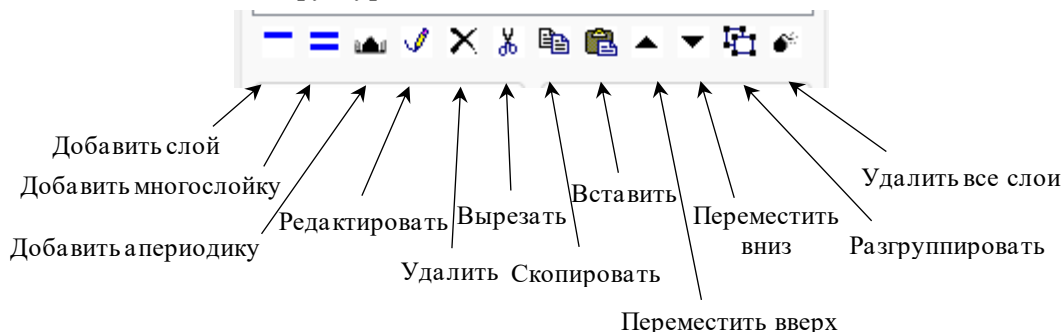 Добавить слой
Добавить многослойку
Добавить апериодику
Редактировать
Удалить
Вырезать
Скопировать
Вставить
Переместить вверх
Переместить
вниз
Разгруппировать
Удалить все слои